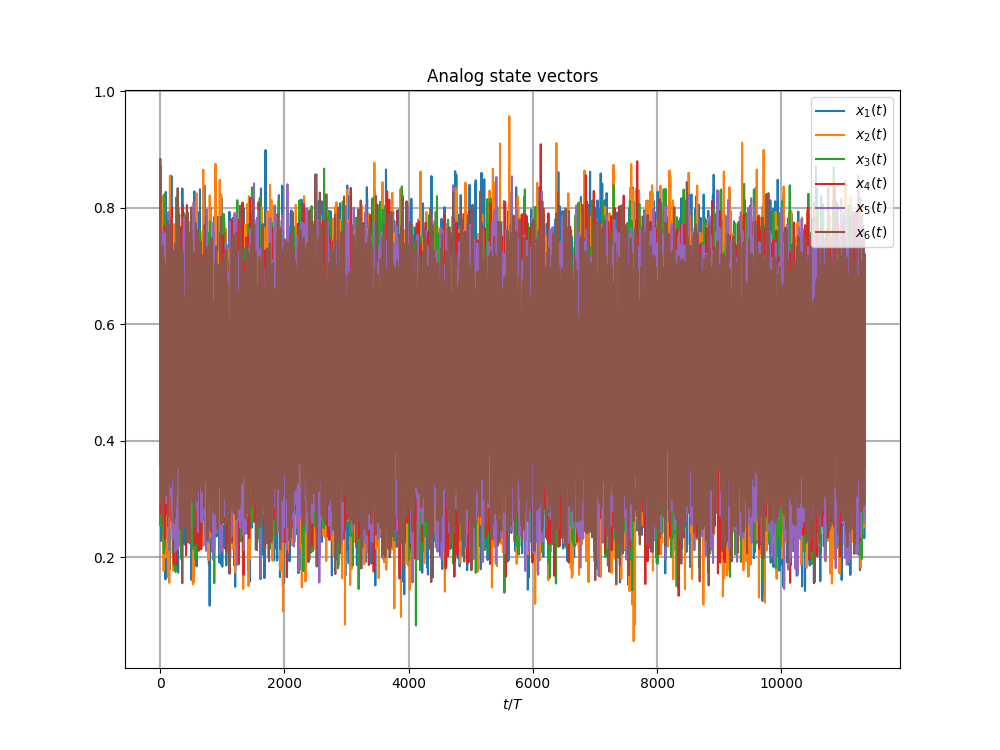 Analog state vectors
1.0
0.8
0.6
0.4
0.2
0
2000
4000
6000
8000
10000
t/T
x₁(t)
x₂(t)
x₃(t)
x₄(t)
x₅(t)
x₆(t)